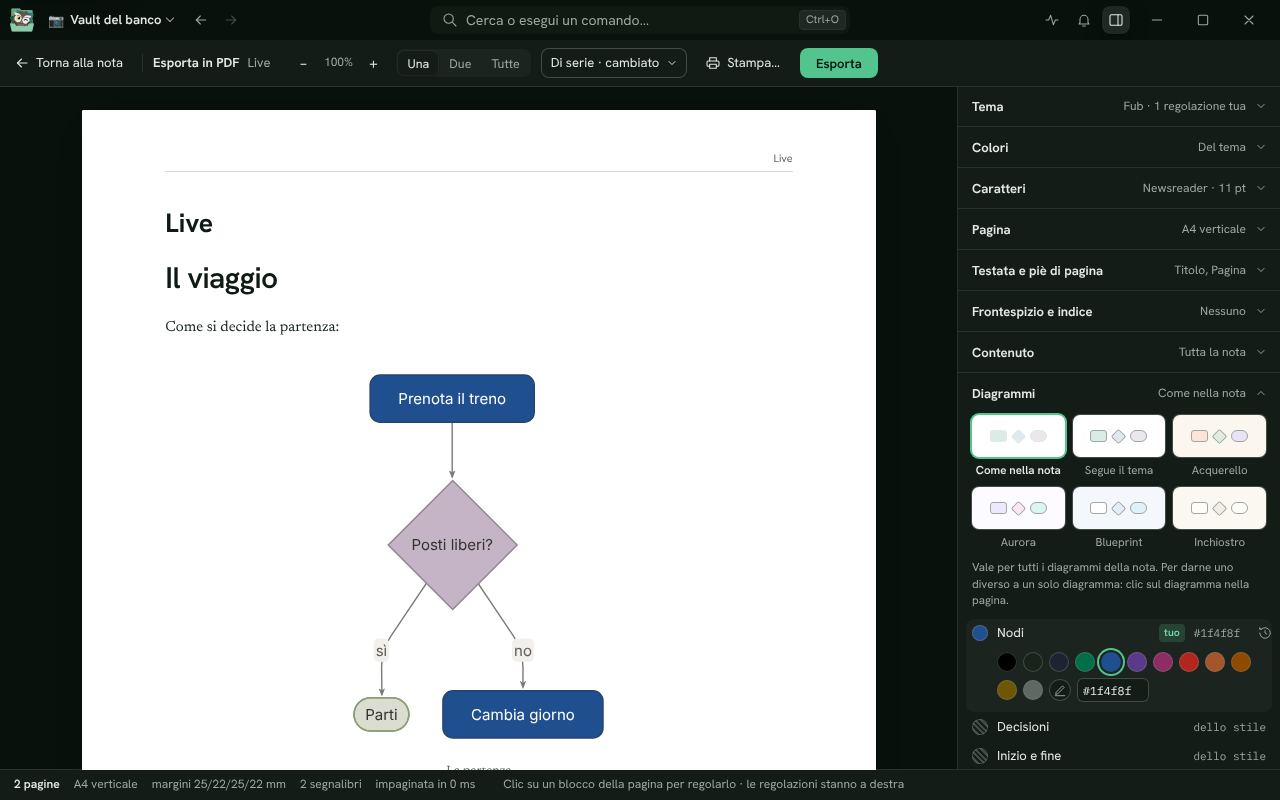 Vault del banco
Cerca o esegui un comando...
Ctrl+O
Torna alla nota
Esporta in PDF Live
− 100% +
Una Due Tutte
Di serie · cambiato
Stampa...
Esporta
Live
Live
Il viaggio
Come si decide la partenza:
Prenota il treno
Posti liberi?
sì
no
Parti
Cambia giorno
Tema Fub · 1 regolazione tua
Colori Del tema
Caratteri Newsreader · 11 pt
Pagina A4 verticale
Testata e piè di pagina Titolo, Pagina
Frontespizio e indice Nessuno
Contenuto Tutta la nota
Diagrammi Come nella nota
Come nella nota Segue il tema Acquerello
Aurora Blueprint Inchiostro
Vale per tutti i diagrammi della nota. Per darne uno
diverso a un solo diagramma: clic sul diagramma nella
pagina.
Nodi tuo #1f4f8f
#1f4f8f
Decisioni dello stile
Inizio e fine dello stile
2 pagine A4 verticale margini 25/22/25/22 mm 2 segnalibri impaginata in 0 ms Clic su un blocco della pagina per regolarlo · le regolazioni stanno a destra